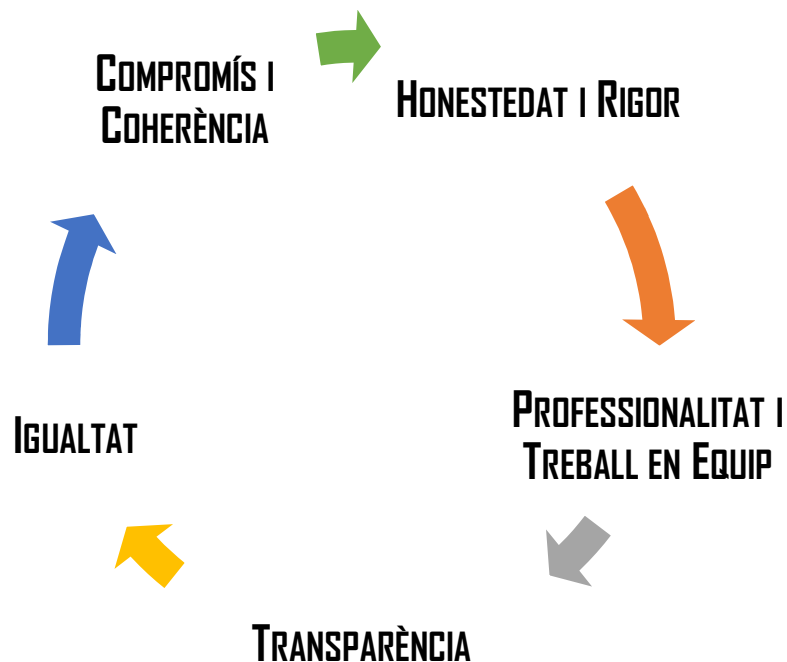 Compromís i
Coherència
Honestedat i Rigor
Professionalitat i
Treball en Equip
Transparència
Igualtat